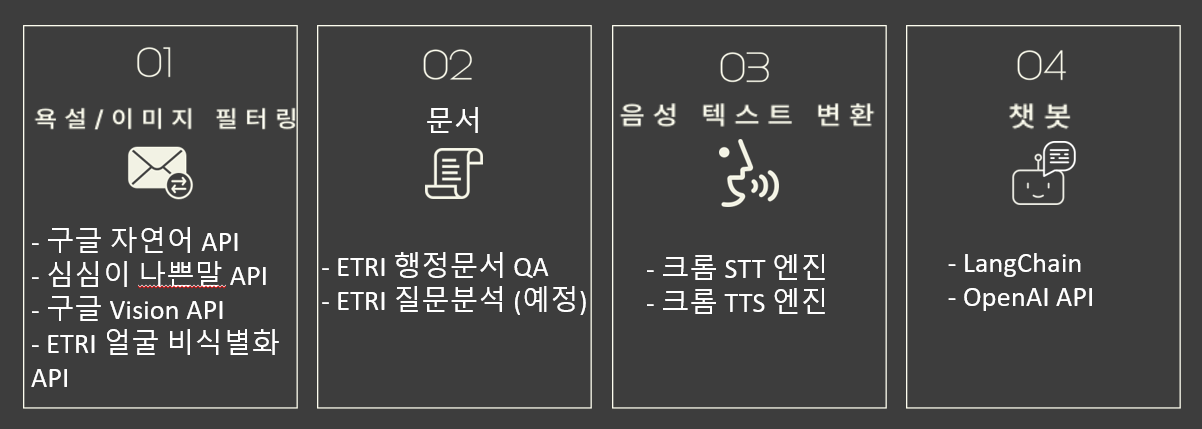 01
욕설/이미지 필터링
- 구글 자연어 API
- 심심이 나쁜말 API
- 구글 Vision API
- ETRI 얼굴 비식별화
API
02
문서
- ETRI 행정문서 QA
- ETRI 질문분석 (예정)
03
음성 텍스트 변환
- 크롬 STT 엔진
- 크롬 TTS 엔진
04
챗봇
- LangChain
- OpenAI API